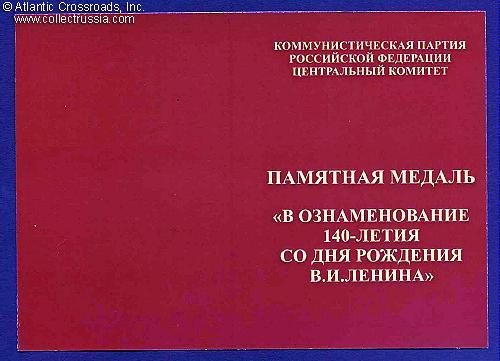 © Atlantic Crossroads, Inc.
www.collectrussia.com
КОММУНИСТИЧЕСКАЯ ПАРТИЯ
РОССИЙСКОЙ ФЕДЕРАЦИИ
ЦЕНТРАЛЬНЫЙ КОМИТЕТ
ПАМЯТНАЯ МЕДАЛЬ
«В ОЗНАМЕНОВАНИЕ
140-ЛЕТИЯ
СО ДНЯ РОЖДЕНИЯ
В.И.ЛЕНИНА»